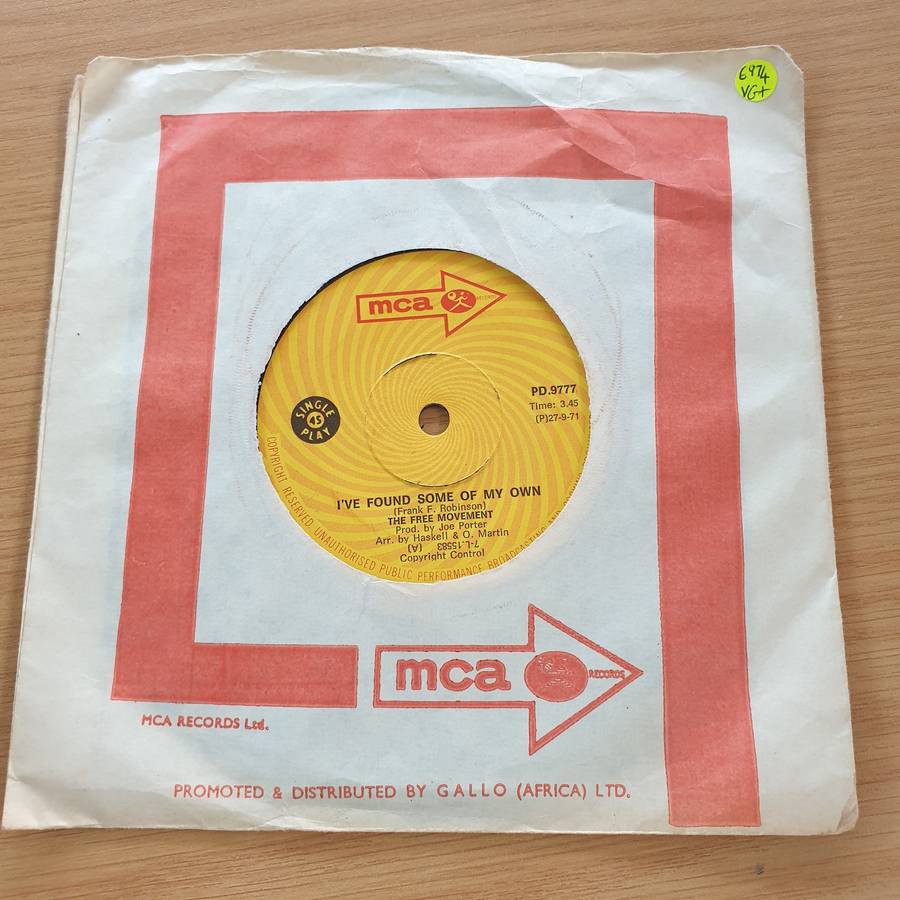 E974
VG+
mca
RECORDS
SINGLE
45
PLAY
PD.9777
Time: 3.45
(P)27-9-71
I'VE FOUND SOME OF MY OWN
(Frank F. Robinson)
THE FREE MOVEMENT
Prod. by Joe Porter
Arr. by Haskell & O. Martin
7-L.15583 (A)
Copyright Control
COPYRIGHT RESERVED. UNAUTHORISED PUBLIC PERFORMANCE BROADCASTING AND
mca
RECORDS
MCA RECORDS Ltd.
PROMOTED & DISTRIBUTED BY GALLO (AFRICA) LTD.